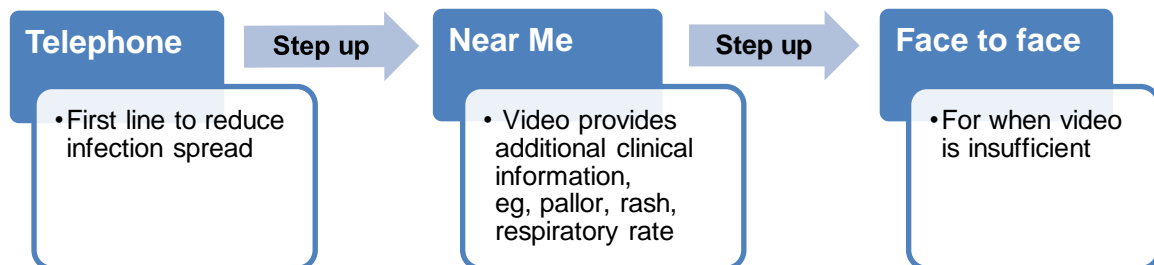 Telephone
Step up
Near Me
Step up
Face to face
•First line to reduce
infection spread
• Video provides
additional clinical
information,
eg, pallor, rash,
respiratory rate
•For when video
is insufficient